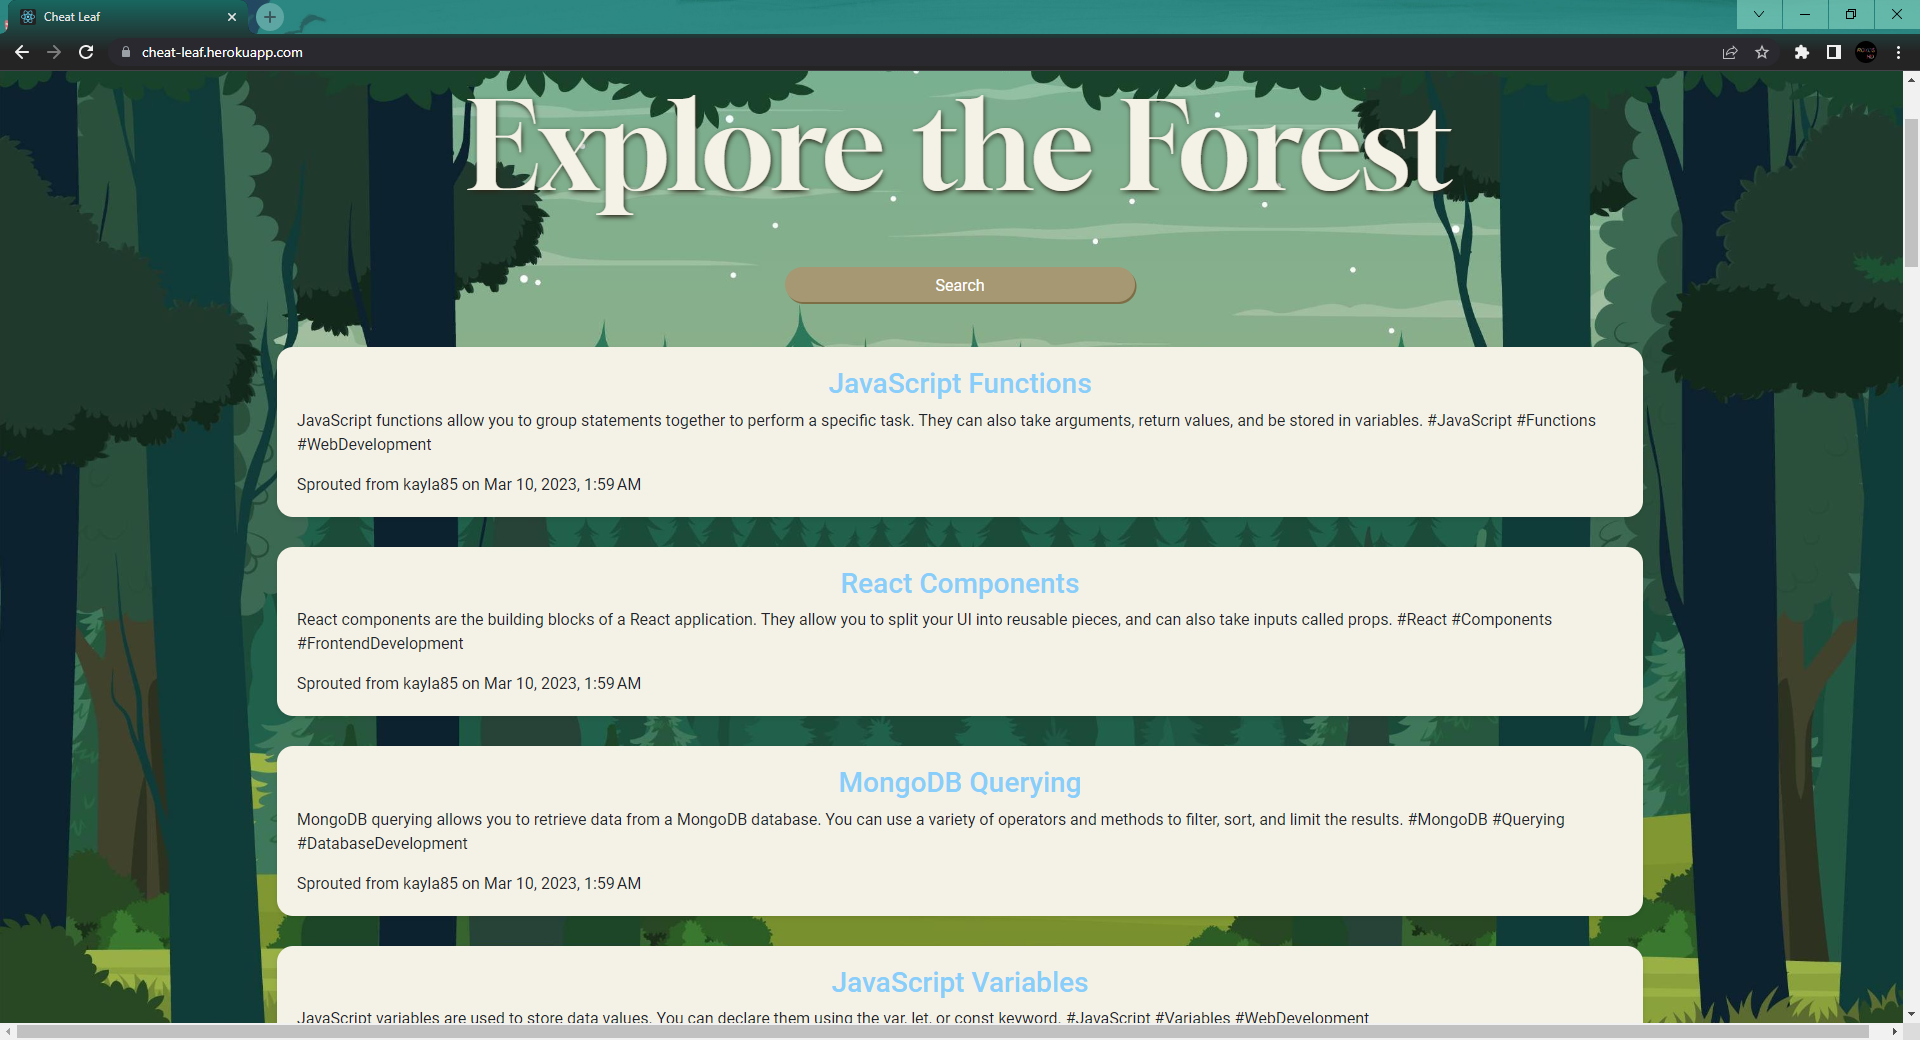 Cheat Leaf
cheat-leaf.herokuapp.com
Explore the Forest
Search
JavaScript Functions
JavaScript functions allow you to group statements together to perform a specific task. They can also take arguments, return values, and be stored in variables. #JavaScript #Functions
#WebDevelopment
Sprouted from kayla85 on Mar 10, 2023, 1:59 AM
React Components
React components are the building blocks of a React application. They allow you to split your UI into reusable pieces, and can also take inputs called props. #React #Components
#FrontendDevelopment
Sprouted from kayla85 on Mar 10, 2023, 1:59 AM
MongoDB Querying
MongoDB querying allows you to retrieve data from a MongoDB database. You can use a variety of operators and methods to filter, sort, and limit the results. #MongoDB #Querying
#DatabaseDevelopment
Sprouted from kayla85 on Mar 10, 2023, 1:59 AM
JavaScript Variables
JavaScript variables are used to store data values. You can declare them using the var, let, or const keyword. #JavaScript #Variables #WebDevelopment